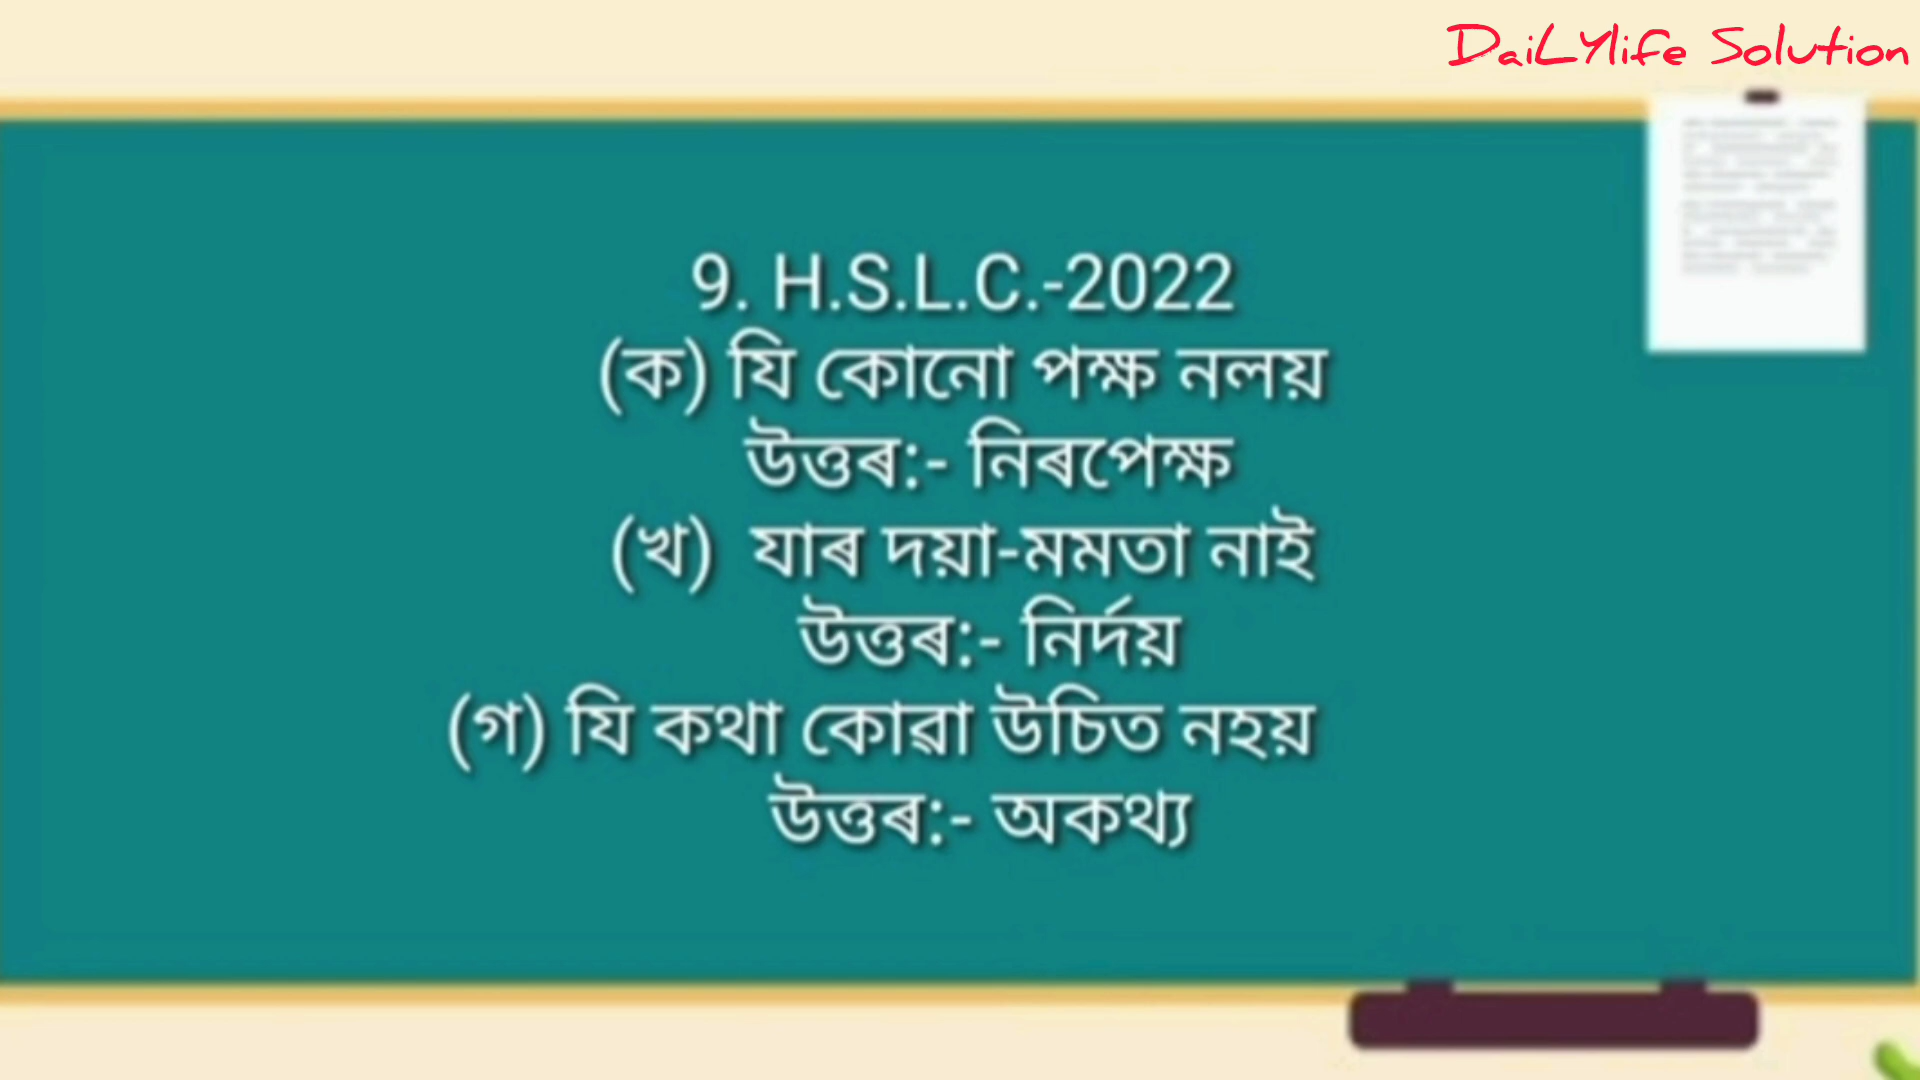 DaiLYlife Solution
9. H.S.L.C.-2022
(ক) যি কোনো পক্ষ নলয়
উত্তৰ:- নিৰপেক্ষ
(খ) যাৰ দয়া-মমতা নাই
উত্তৰ:- নিৰ্দয়
(গ) যি কথা কোৱা উচিত নহয়
উত্তৰ:- অকথ্য